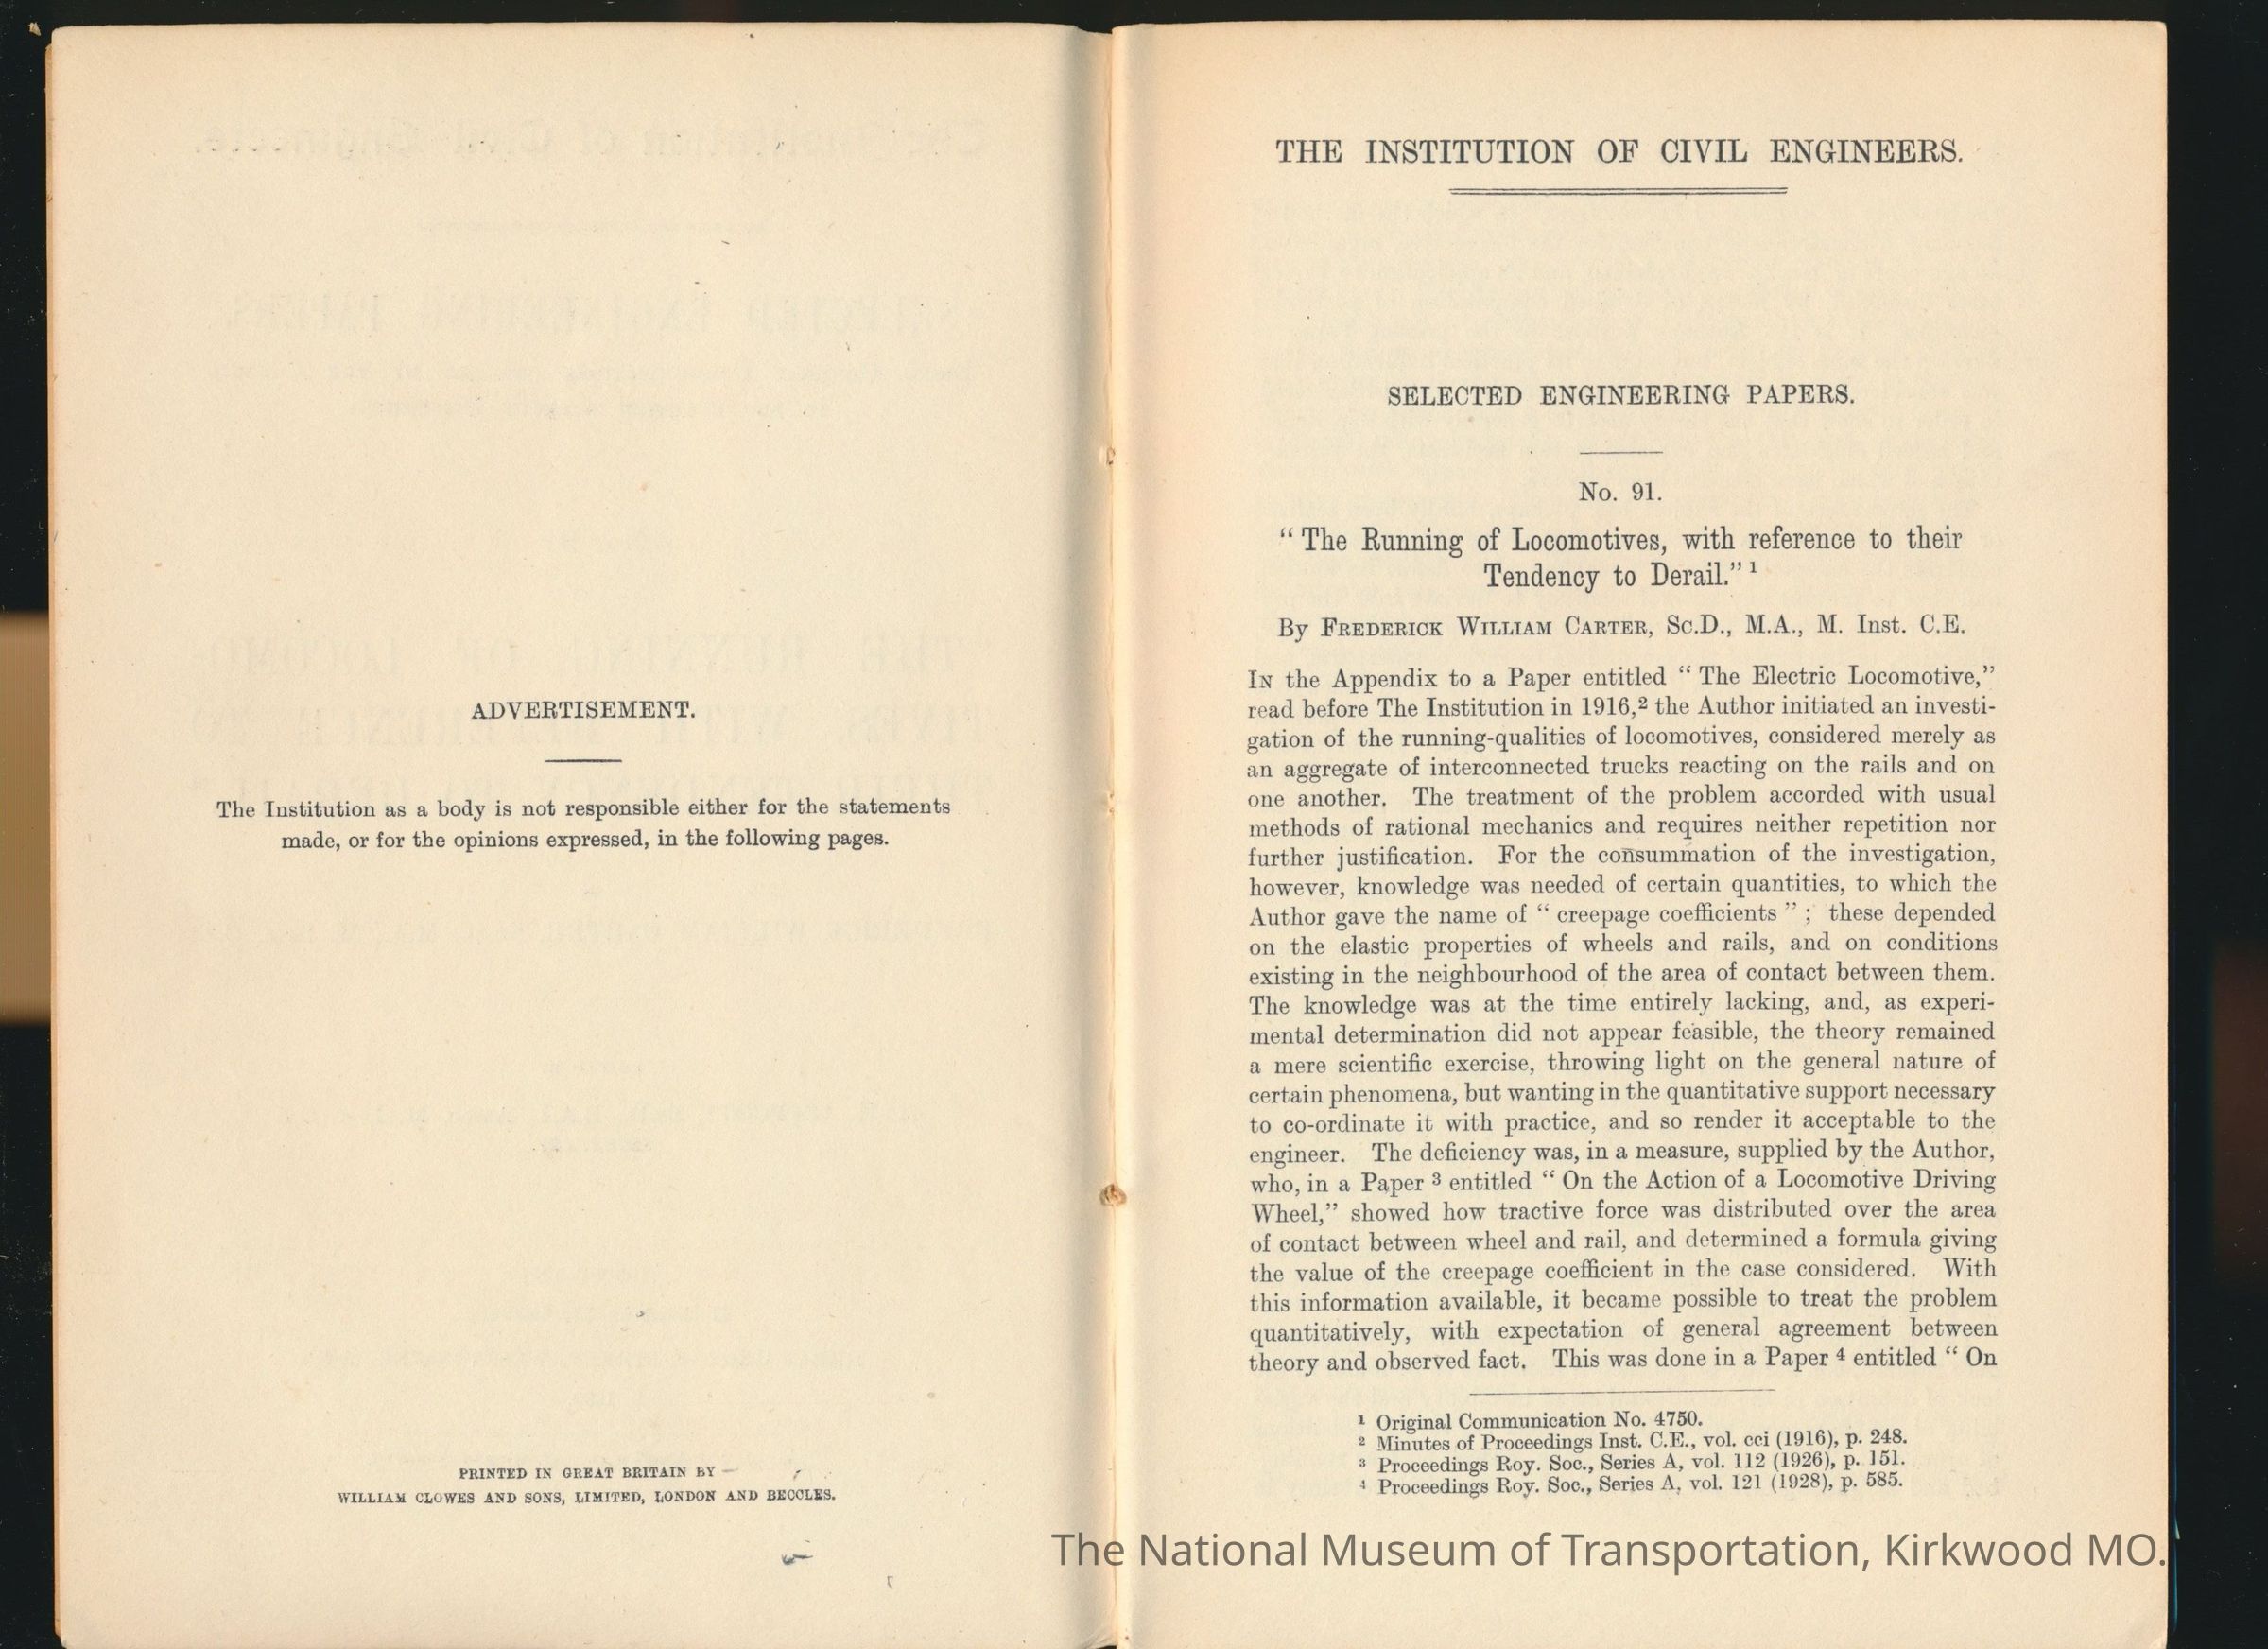 ADVERTISEMENT.
The Institution as a body is not responsible either for the statements
made, or for the opinions expressed, in the following pages.
PRINTED IN GREAT BRITAIN BY
WILLIAM CLOWES AND SONS, LIMITED, LONDON AND BECCLES.
THE INSTITUTION OF CIVIL ENGINEERS.
SELECTED ENGINEERING PAPERS.
No. 91.
“ The Running of Locomotives, with reference to their
Tendency to Derail.” ¹
By FREDERICK WILLIAM CARTER, Sc.D., M.A., M. Inst. C.E.
IN the Appendix to a Paper entitled “ The Electric Locomotive,”
read before The Institution in 1916,² the Author initiated an investi-
gation of the running-qualities of locomotives, considered merely as
an aggregate of interconnected trucks reacting on the rails and on
one another. The treatment of the problem accorded with usual
methods of rational mechanics and requires neither repetition nor
further justification. For the consummation of the investigation,
however, knowledge was needed of certain quantities, to which the
Author gave the name of “ creepage coefficients ” ; these depended
on the elastic properties of wheels and rails, and on conditions
existing in the neighbourhood of the area of contact between them.
The knowledge was at the time entirely lacking, and, as experi-
mental determination did not appear feasible, the theory remained
a mere scientific exercise, throwing light on the general nature of
certain phenomena, but wanting in the quantitative support necessary
to co-ordinate it with practice, and so render it acceptable to the
engineer. The deficiency was, in a measure, supplied by the Author,
who, in a Paper ³ entitled “ On the Action of a Locomotive Driving
Wheel,” showed how tractive force was distributed over the area
of contact between wheel and rail, and determined a formula giving
the value of the creepage coefficient in the case considered. With
this information available, it became possible to treat the problem
quantitatively, with expectation of general agreement between
theory and observed fact. This was done in a Paper ⁴ entitled “ On
¹ Original Communication No. 4750.
² Minutes of Proceedings Inst. C.E., vol. cci (1916), p. 248.
³ Proceedings Roy. Soc., Series A, vol. 112 (1926), p. 151.
⁴ Proceedings Roy. Soc., Series A, vol. 121 (1928), p. 585.
The National Museum of Transportation, Kirkwood MO.